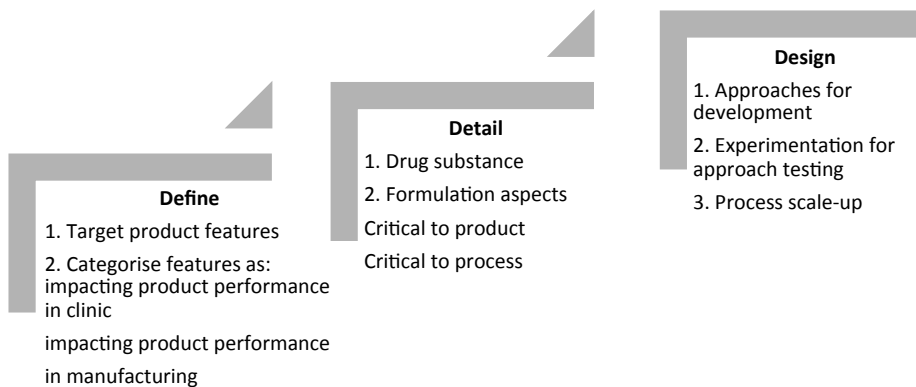 Define
1. Target product features
2. Categorise features as:
impacting product performance
in clinic
impacting product performance
in manufacturing
Detail
1. Drug substance
2. Formulation aspects
Critical to product
Critical to process
Design
1. Approaches for
development
2. Experimentation for
approach testing
3. Process scale-up